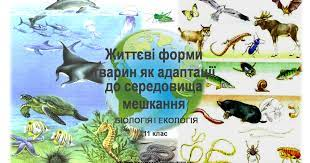 Життєві форми
тварин як адаптації
до середовища
мешкання
БІОЛОГІЯ І ЕКОЛОГІЯ
11 клас